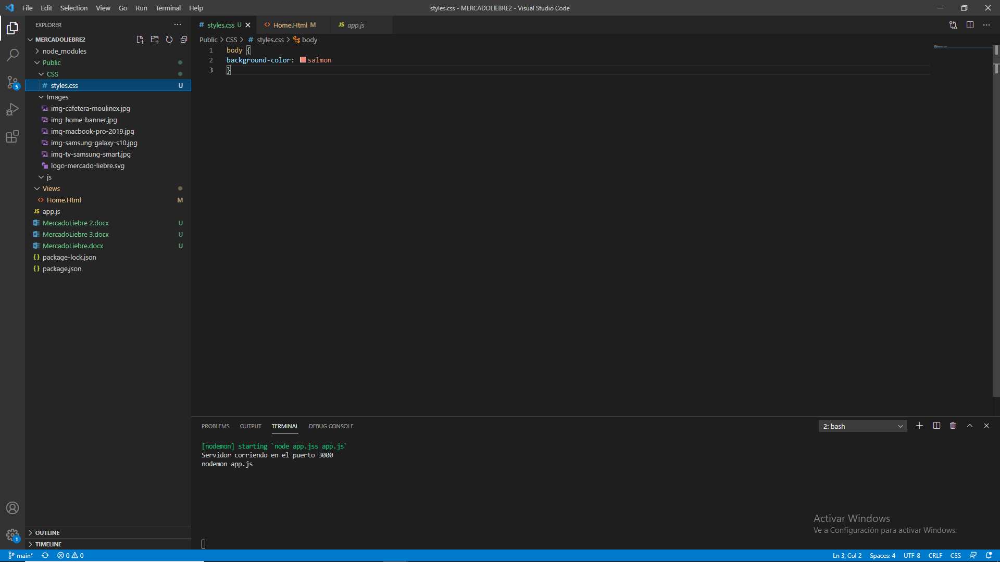 File Edit Selection View Go Run Terminal Help
styles.css - MERCADOLIEBRE2 - Visual Studio Code
EXPLORER
MERCADOLIEBRE2
node_modules
Public
CSS
# styles.css U
Images
img-cafetera-moulinex.jpg
img-home-banner.jpg
img-macbook-pro-2019.jpg
img-samsung-galaxy-s10.jpg
img-tv-samsung-smart.jpg
logo-mercado-liebre.svg
js
Views
<> Home.Html M
JS app.js
MercadoLiebre 2.docx U
MercadoLiebre 3.docx U
MercadoLiebre.docx U
{} package-lock.json
{} package.json
OUTLINE
TIMELINE
5
1
# styles.css U
<> Home.Html M
JS app.js
Public > CSS > # styles.css > body
1 body {
2 background-color: salmon
3 }
PROBLEMS OUTPUT TERMINAL DEBUG CONSOLE
2: bash
[nodemon] starting `node app.jss app.js`
Servidor corriendo en el puerto 3000
nodemon app.js
Activar Windows
Ve a Configuración para activar Windows.
main* 0 0
Ln 3, Col 2 Spaces: 4 UTF-8 CRLF CSS